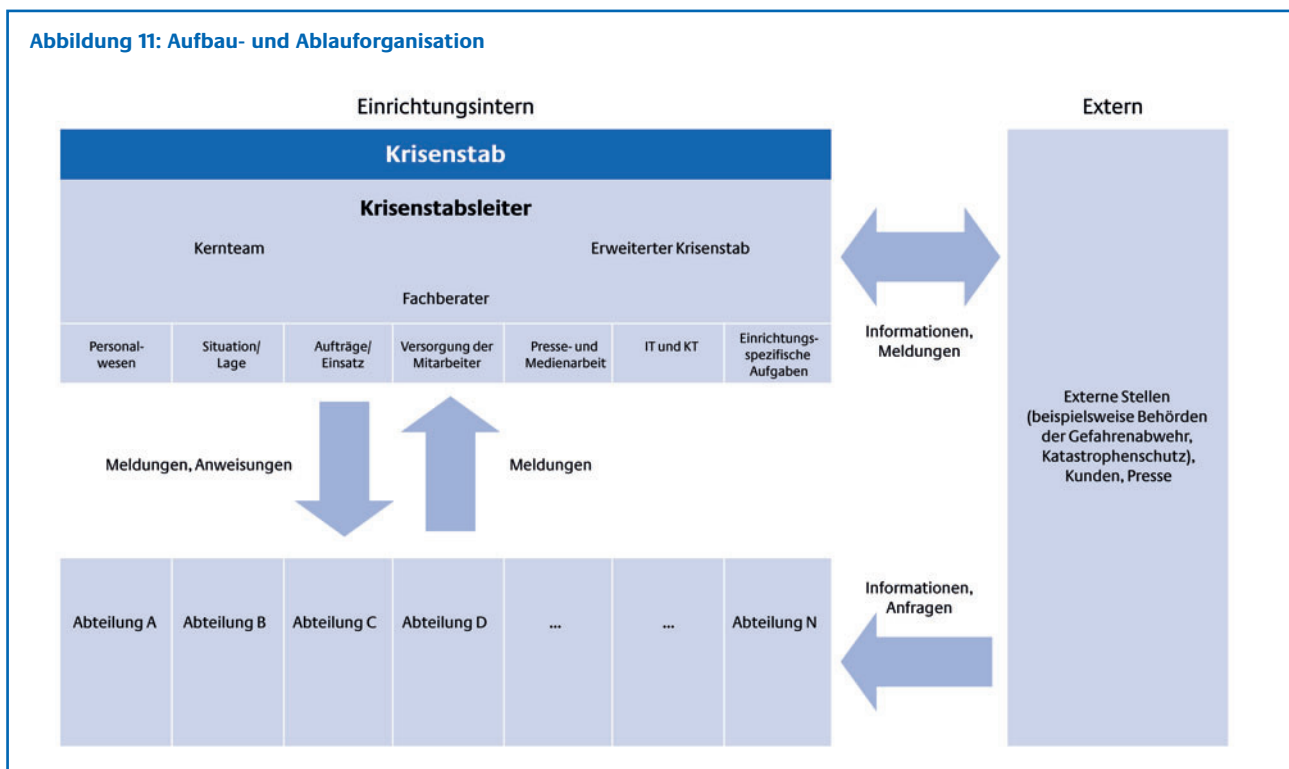 Abbildung 11: Aufbau- und Ablauforganisation
Einrichtungsintern
Extern
Krisenstab
Krisenstabsleiter
Kernteam
Erweiterter Krisenstab
Fachberater
Personal-
wesen
Situation/
Lage
Aufträge/
Einsatz
Versorgung der
Mitarbeiter
Presse- und
Medienarbeit
IT und KT
Einrichtungs-
spezifische
Aufgaben
Informationen,
Meldungen
Externe Stellen
(beispielsweise Behörden
der Gefahrenabwehr,
Katastrophenschutz),
Kunden, Presse
Meldungen, Anweisungen
Meldungen
Abteilung A
Abteilung B
Abteilung C
Abteilung D
...
...
Abteilung N
Informationen,
Anfragen